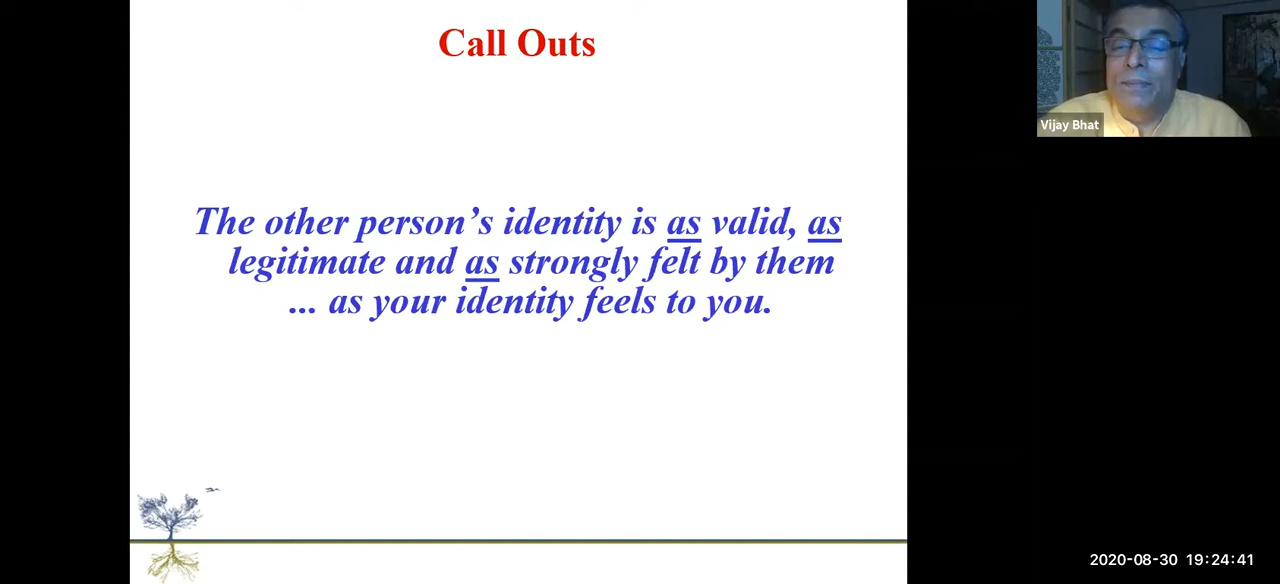 Call Outs
Vijay Bhat
The other person’s identity is as valid, as
legitimate and as strongly felt by them
... as your identity feels to you.
2020-08-30 19:24:41